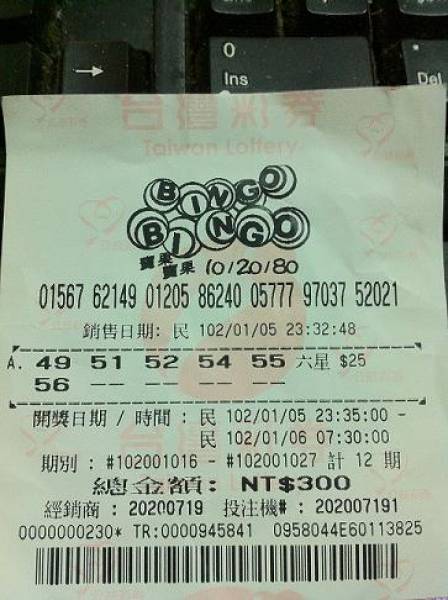 0
Ins
Del
台灣彩券
Taiwan Lottery
BINGO
BINGO
賓果
賓果 10/20/80
01567 62149 01205 86240 05777 97037 52021
銷售日期: 民 102/01/05 23:32:48
A. 49 51 52 54 55 六星 $25
56 -- -- -- --
開獎日期 / 時間 : 民 102/01/05 23:35:00 -
民 102/01/06 07:30:00
期別 : #102001016 - #102001027 計 12 期
總金額: NT$300
經銷商 : 20200719 投注機# : 202007191
0000000230* TR:0000945841 0958044E60113825